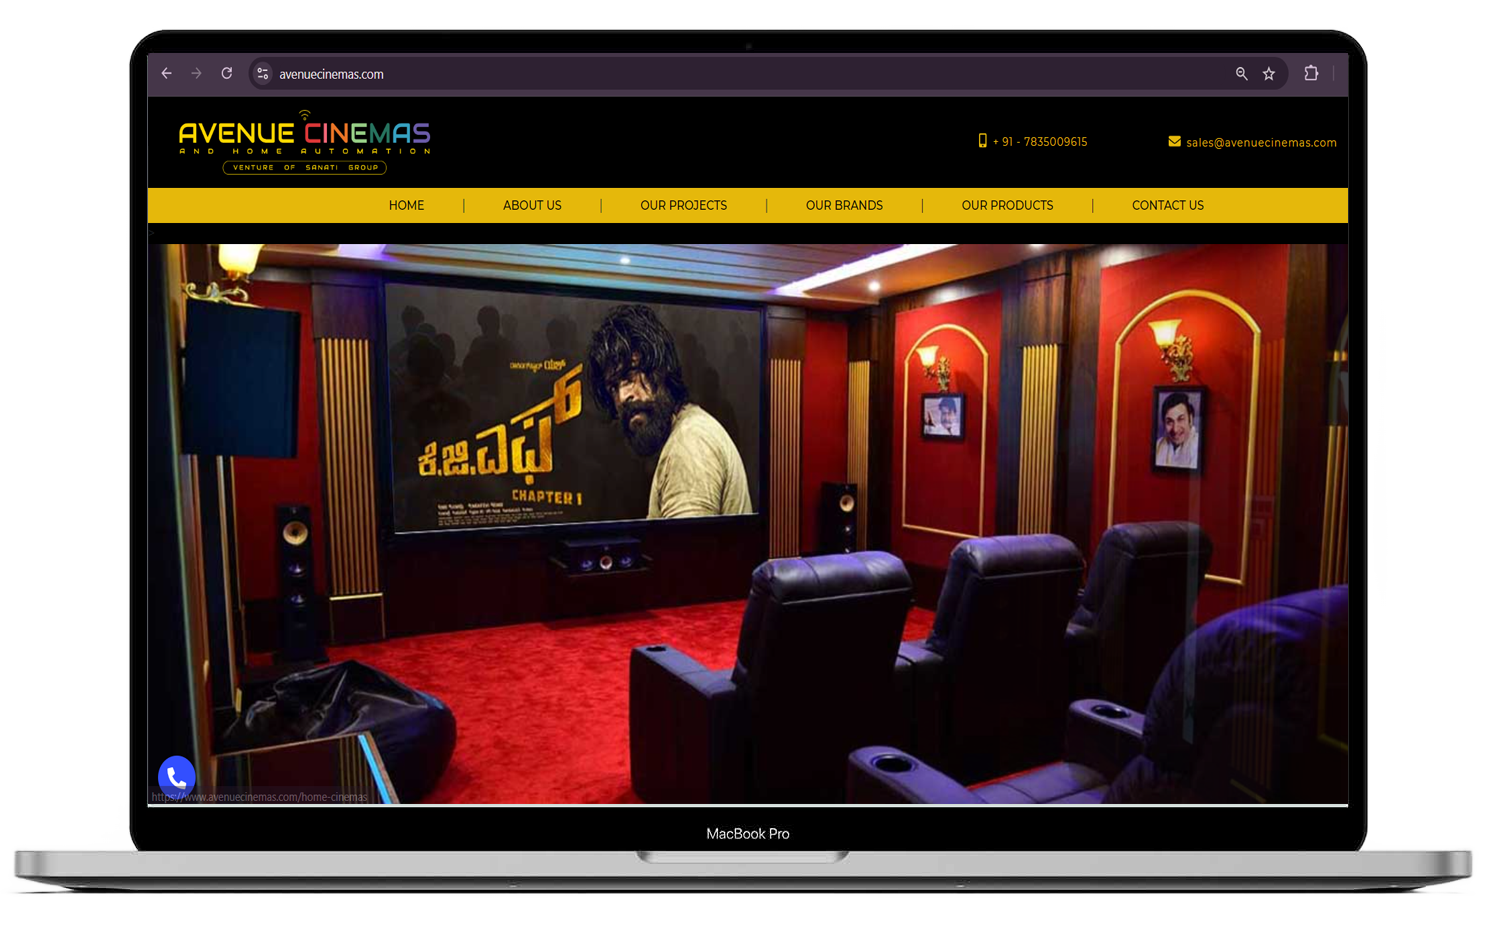 avenuecinemas.com
AVENUE CINEMAS
AND HOME AUTOMATION
VENTURE OF SANATI GROUP
+ 91 - 7835009615
sales@avenuecinemas.com
HOME | ABOUT US | OUR PROJECTS | OUR BRANDS | OUR PRODUCTS | CONTACT US
>
ಕೆ.ಜಿ.ಎಫ್
CHAPTER 1
https://www.avenuecinemas.com/home-cinemas
MacBook Pro